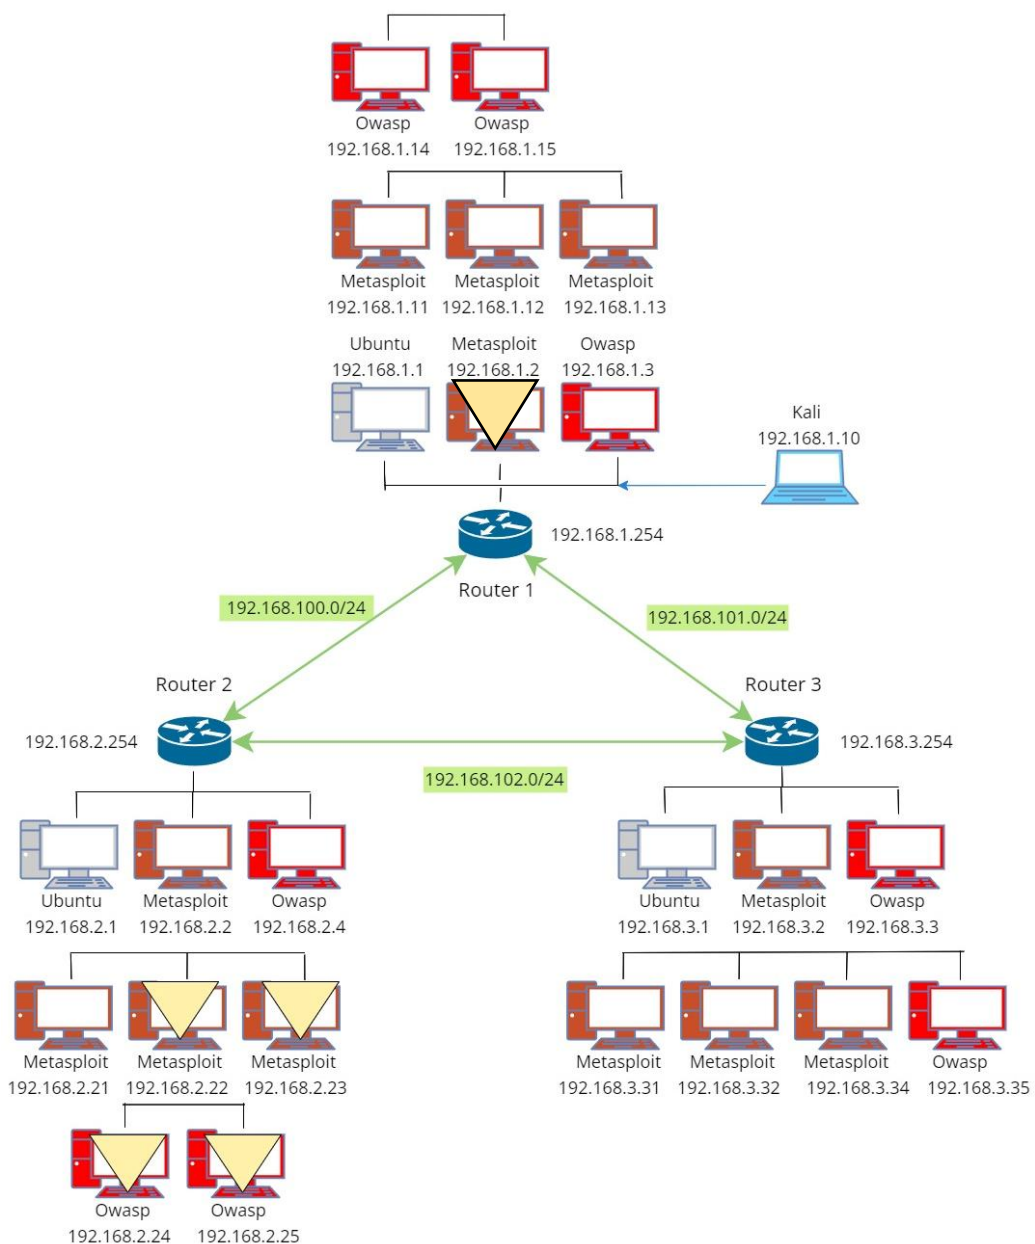 Owasp Owasp
192.168.1.14 192.168.1.15
Metasploit Metasploit Metasploit
192.168.1.11 192.168.1.12 192.168.1.13
Ubuntu Metasploit Owasp
192.168.1.1 192.168.1.2 192.168.1.3
Kali
192.168.1.10
192.168.1.254
Router 1
192.168.100.0/24
192.168.101.0/24
Router 2 Router 3
192.168.2.254 192.168.3.254
192.168.102.0/24
Ubuntu Metasploit Owasp
192.168.2.1 192.168.2.2 192.168.2.4
Ubuntu Metasploit Owasp
192.168.3.1 192.168.3.2 192.168.3.3
Metasploit Metasploit Metasploit
192.168.2.21 192.168.2.22 192.168.2.23
Metasploit Metasploit Metasploit Owasp
192.168.3.31 192.168.3.32 192.168.3.34 192.168.3.35
Owasp Owasp
192.168.2.24 192.168.2.25